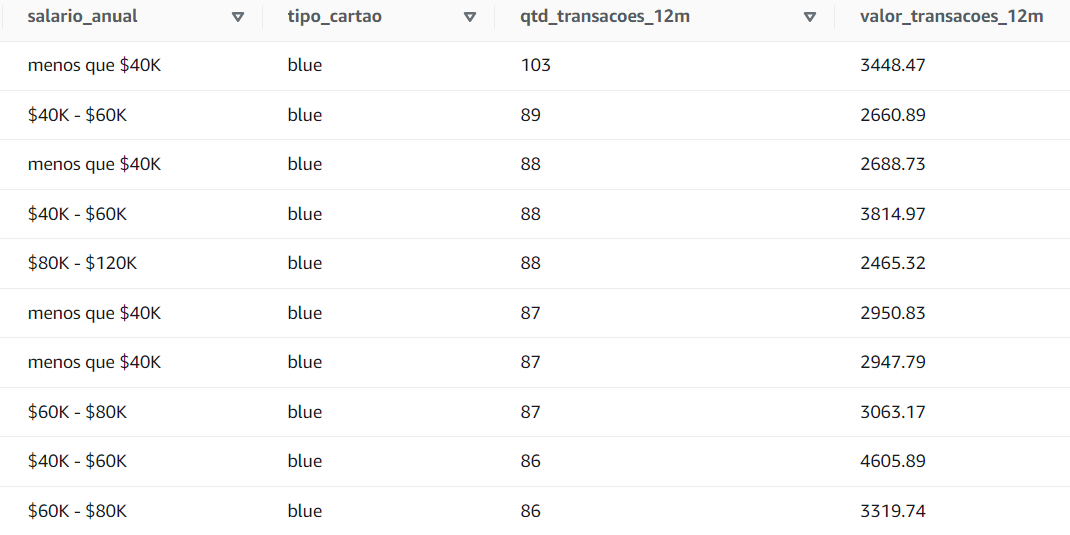 salario_anual tipo_cartao qtd_transacoes_12m valor_transacoes_12m
menos que $40K blue 103 3448.47
$40K - $60K blue 89 2660.89
menos que $40K blue 88 2688.73
$40K - $60K blue 88 3814.97
$80K - $120K blue 88 2465.32
menos que $40K blue 87 2950.83
menos que $40K blue 87 2947.79
$60K - $80K blue 87 3063.17
$40K - $60K blue 86 4605.89
$60K - $80K blue 86 3319.74